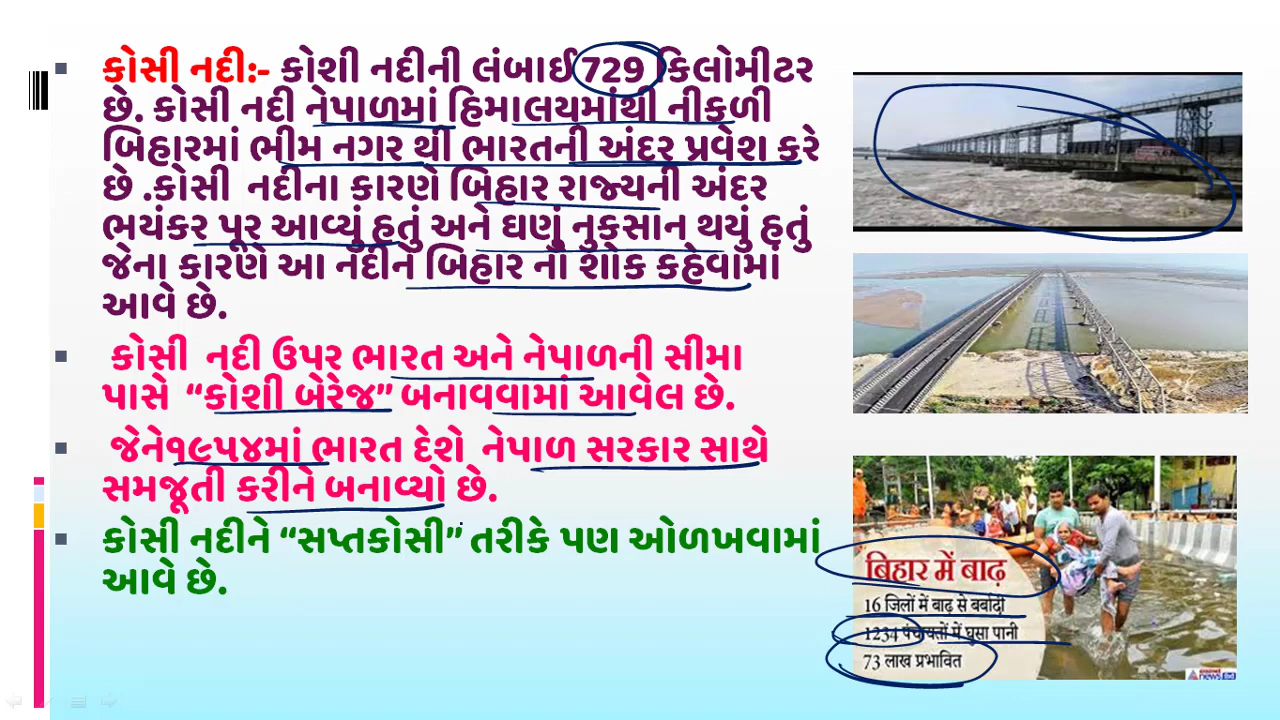 કોસી નદી:- કોશી નદીની લંબાઈ 729 કિલોમીટર
છે. કોસી નદી નેપાળમાં હિમાલયમાંથી નીકળી
બિહારમાં ભીમ નગર થી ભારતની અંદર પ્રવેશ કરે
છે .કોસી નદીના કારણે બિહાર રાજ્યની અંદર
ભયંકર પૂર આવ્યું હતું અને ઘણું નુકસાન થયું હતું
જેના કારણે આ નદીને બિહાર નો શોક કહેવામાં
આવે છે.
કોસી નદી ઉપર ભારત અને નેપાળની સીમા
પાસે “કોશી બેરેજ” બનાવવામાં આવેલ છે.
જેને૧૯૫૪માં ભારત દેશે નેપાળ સરકાર સાથે
સમજૂતી કરીને બનાવ્યો છે.
કોસી નદીને “સપ્તકોસી” તરીકે પણ ઓળખવામાં
આવે છે.
बिहार में बाढ़
16 जिलों में बाढ़ से बर्बादी
1234 पंचायतों में घुसा पानी
73 लाख प्रभावित
news